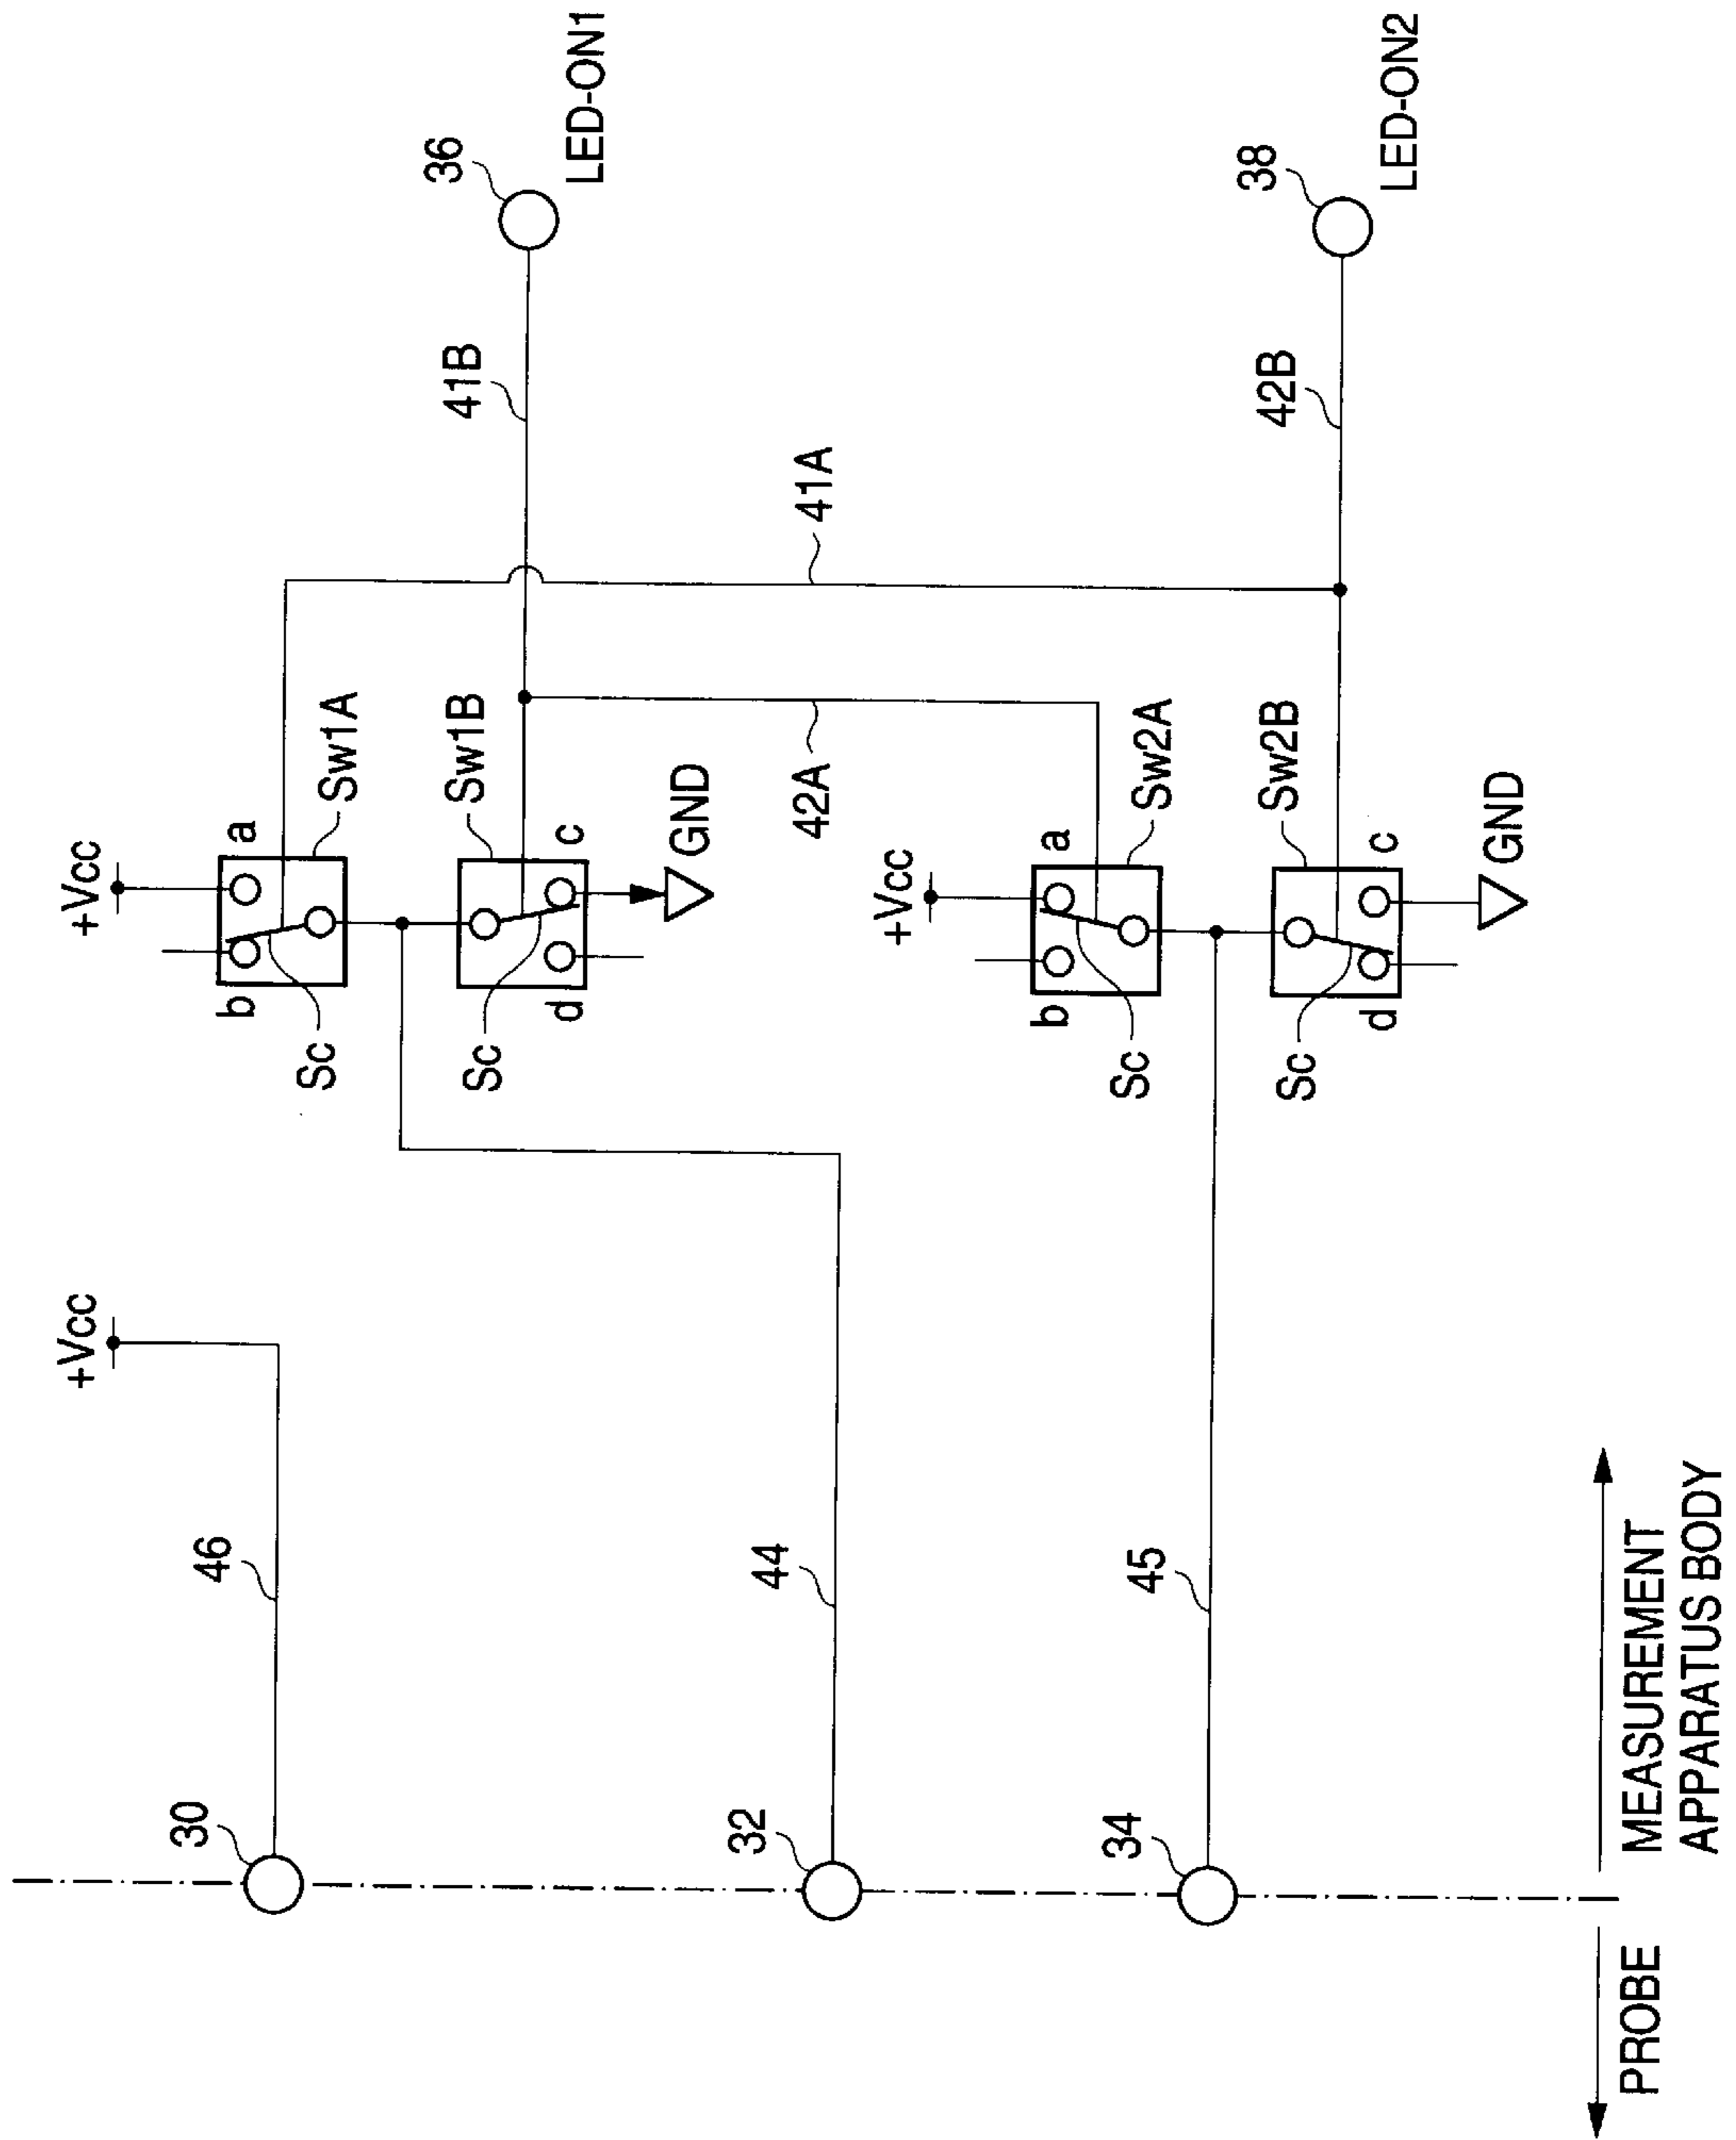 +Vcc
30
46
32
44
34
45
PROBE
MEASUREMENT
APPARATUS BODY
+Vcc
b
a
Sw1A
Sc
Sw1B
Sc
d
c
GND
+Vcc
b
a
Sw2A
Sc
Sw2B
Sc
d
c
GND
42A
41A
41B
36
LED-ON1
42B
38
LED-ON2